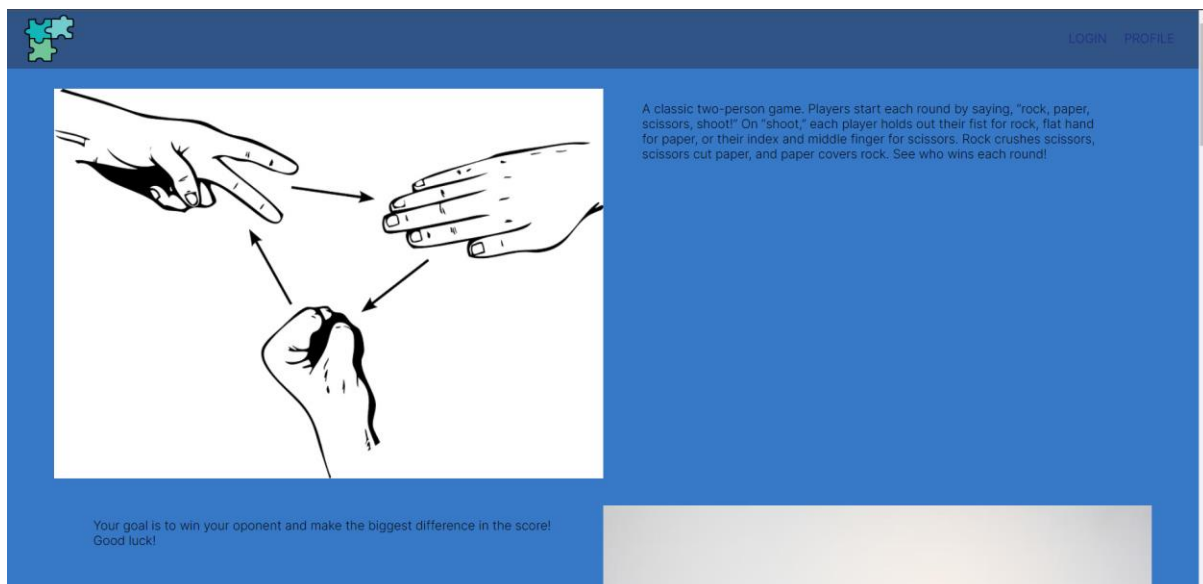 LOGIN PROFILE
A classic two-person game. Players start each round by saying, "rock, paper,
scissors, shoot!" On "shoot," each player holds out their fist for rock, flat hand
for paper, or their index and middle finger for scissors. Rock crushes scissors,
scissors cut paper, and paper covers rock. See who wins each round!
Your goal is to win your oponent and make the biggest difference in the score!
Good luck!